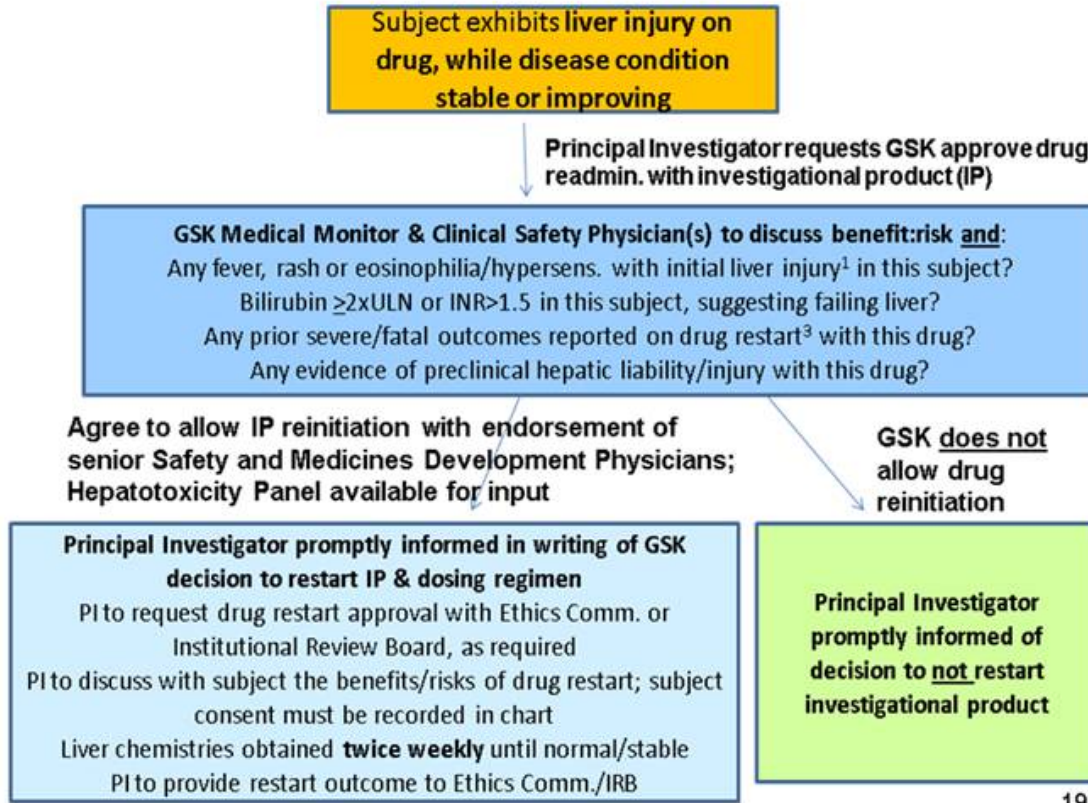 Subject exhibits liver injury on
drug, while disease condition
stable or improving
Principal Investigator requests GSK approve drug
readmin. with investigational product (IP)
GSK Medical Monitor & Clinical Safety Physician(s) to discuss benefit:risk and:
Any fever, rash or eosinophilia/hypersens. with initial liver injury¹ in this subject?
Bilirubin ≥2xULN or INR>1.5 in this subject, suggesting failing liver?
Any prior severe/fatal outcomes reported on drug restart³ with this drug?
Any evidence of preclinical hepatic liability/injury with this drug?
Agree to allow IP reinitiation with endorsement of
senior Safety and Medicines Development Physicians;
Hepatotoxicity Panel available for input
GSK does not
allow drug
reinitiation
Principal Investigator promptly informed in writing of GSK
decision to restart IP & dosing regimen
PI to request drug restart approval with Ethics Comm. or
Institutional Review Board, as required
PI to discuss with subject the benefits/risks of drug restart; subject
consent must be recorded in chart
Liver chemistries obtained twice weekly until normal/stable
PI to provide restart outcome to Ethics Comm./IRB
Principal Investigator
promptly informed of
decision to not restart
investigational product
19